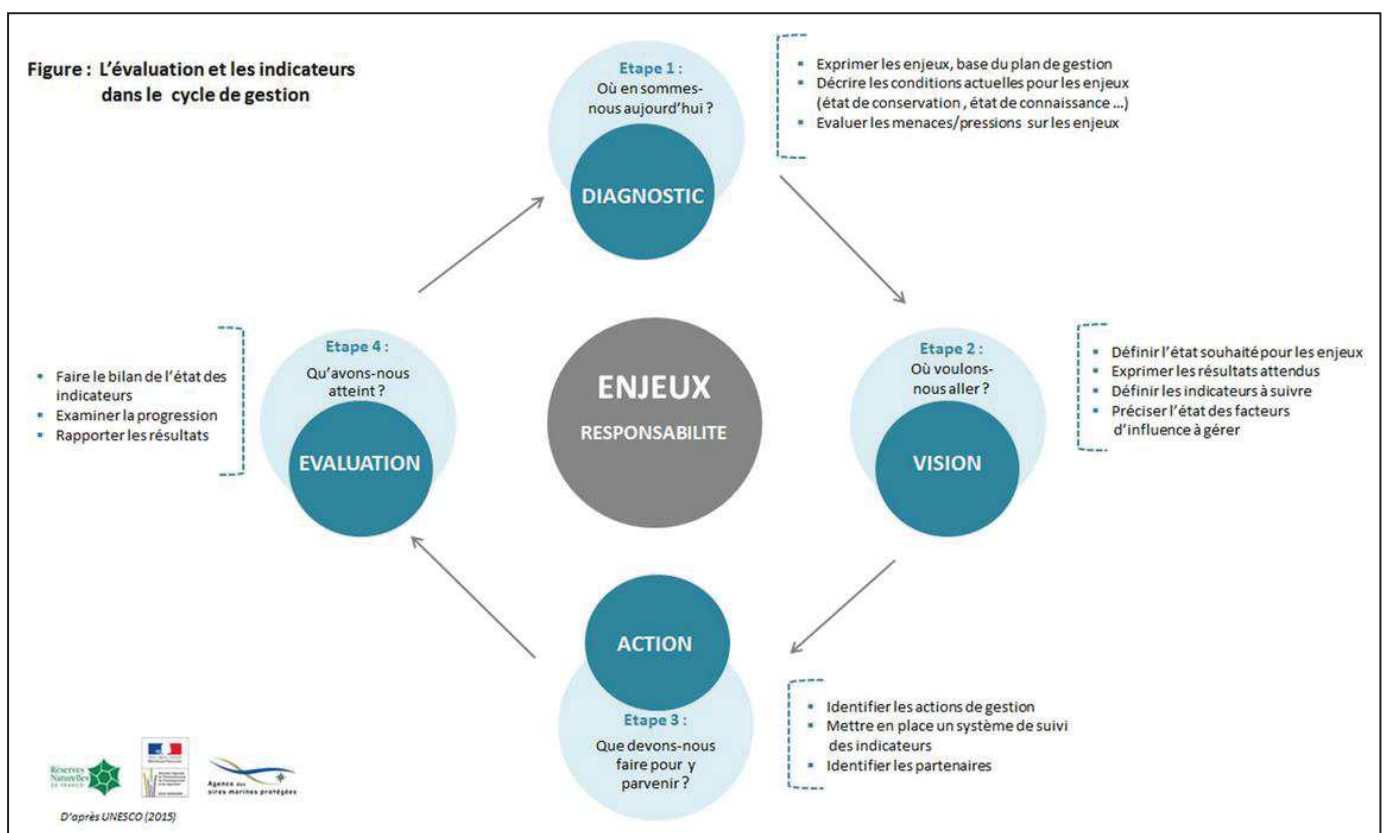 Figure : L'évaluation et les indicateurs
dans le cycle de gestion
Etape 1 :
Où en sommes-
nous aujourd'hui ?
DIAGNOSTIC
▪ Exprimer les enjeux, base du plan de gestion
▪ Décrire les conditions actuelles pour les enjeux
(état de conservation , état de connaissance ...)
▪ Evaluer les menaces/pressions sur les enjeux
Etape 2 :
Où voulons-
nous aller ?
VISION
▪ Définir l'état souhaité pour les enjeux
▪ Exprimer les résultats attendus
▪ Définir les indicateurs à suivre
▪ Préciser l'état des facteurs
d'influence à gérer
ENJEUX
RESPONSABILITE
ACTION
Etape 3 :
Que devons-nous
faire pour y
parvenir ?
▪ Identifier les actions de gestion
▪ Mettre en place un système de suivi
des indicateurs
▪ Identifier les partenaires
Etape 4 :
Qu'avons-nous
atteint ?
EVALUATION
▪ Faire le bilan de l'état des
indicateurs
▪ Examiner la progression
▪ Rapporter les résultats
Réserves
Naturelles
DE FRANCE
Agence des
aires marines protégées
D'après UNESCO (2015)